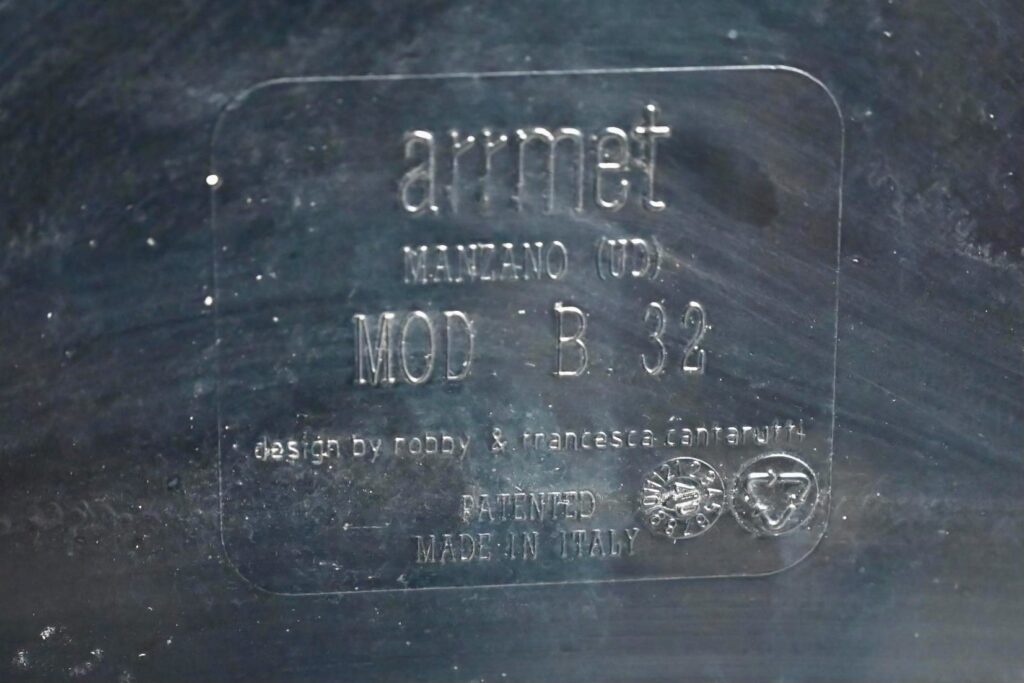 arrmet
MANZANO (UD)
MOD B.32
design by robby & francesca cantarutti
PATENTED
MADE IN ITALY